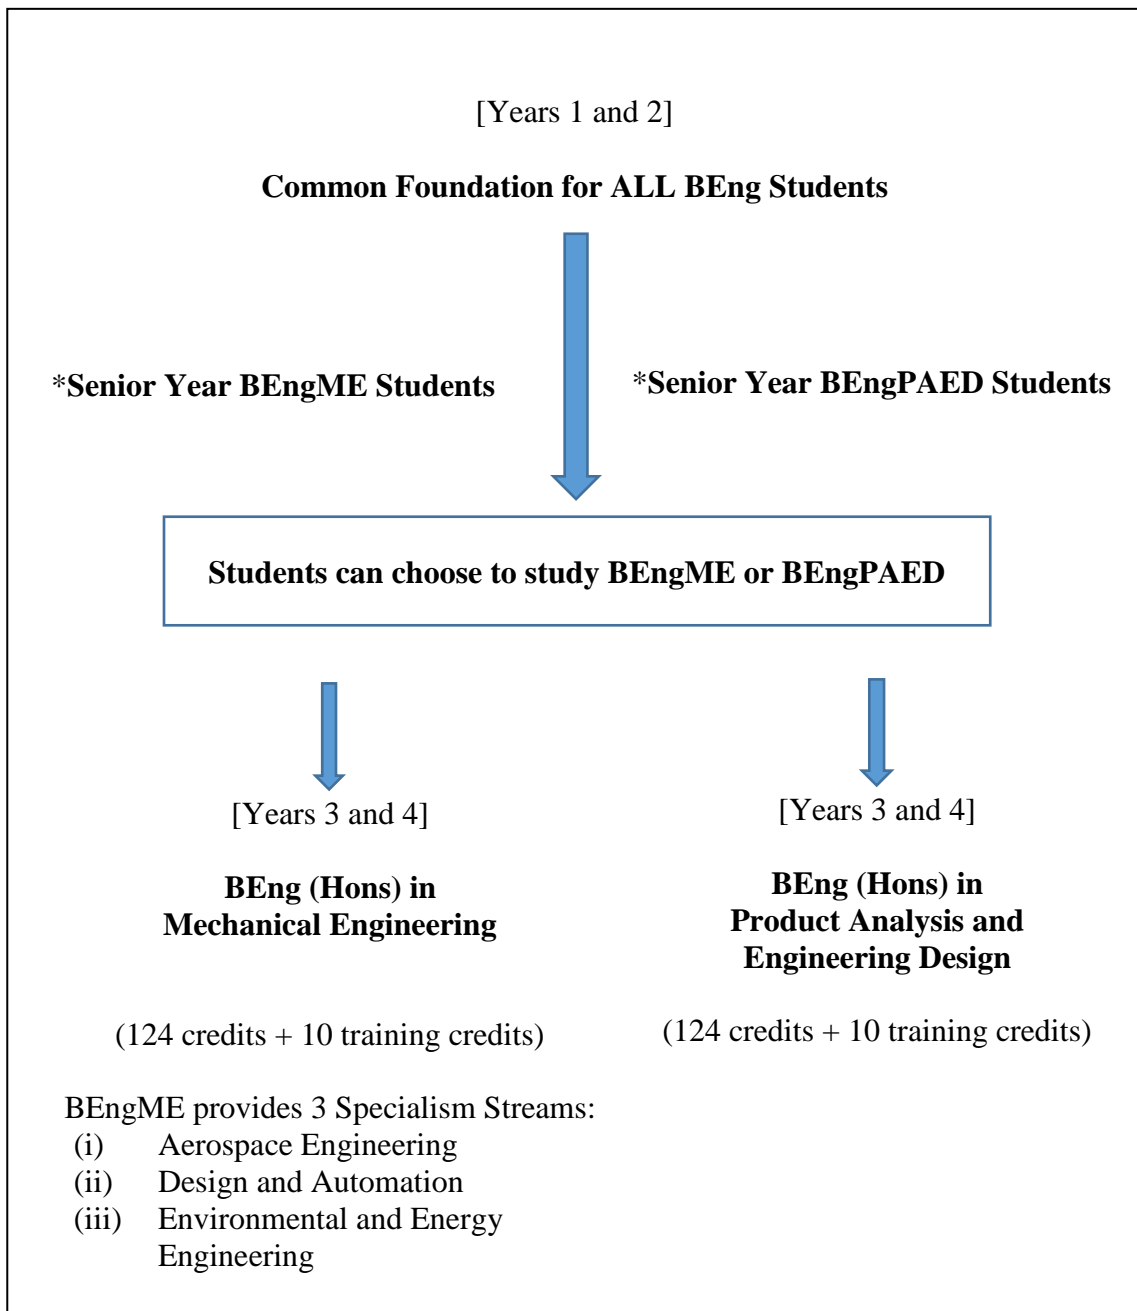 [Years 1 and 2]
Common Foundation for ALL BEng Students
*Senior Year BEngME Students
*Senior Year BEngPAED Students
Students can choose to study BEngME or BEngPAED
[Years 3 and 4]
BEng (Hons) in
Mechanical Engineering
(124 credits + 10 training credits)
BEngME provides 3 Specialism Streams:
(i) Aerospace Engineering
(ii) Design and Automation
(iii) Environmental and Energy
Engineering
[Years 3 and 4]
BEng (Hons) in
Product Analysis and
Engineering Design
(124 credits + 10 training credits)